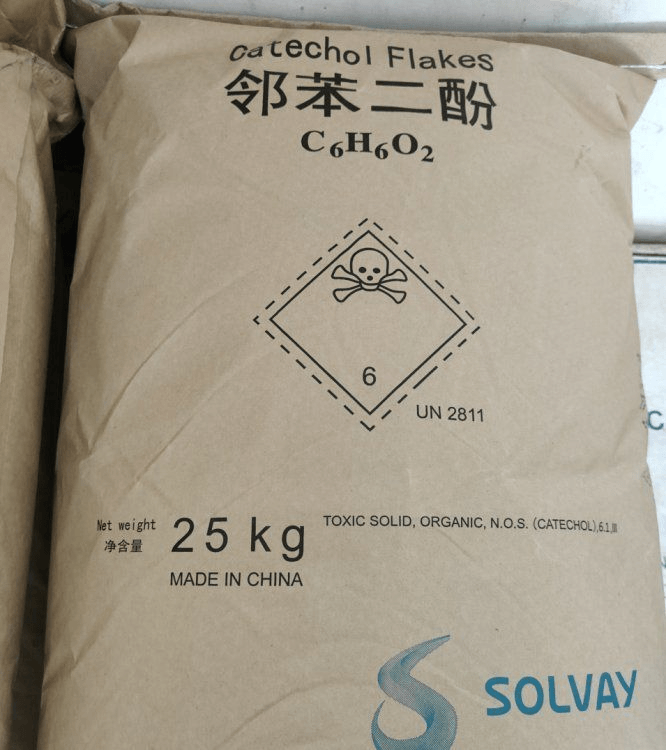 Catechol Flakes
邻苯二酚
C₆H₆O₂
6
UN 2811
Net weight
净含量
25 kg
TOXIC SOLID, ORGANIC, N.O.S. (CATECHOL),6.1,III
MADE IN CHINA
SOLVAY
C